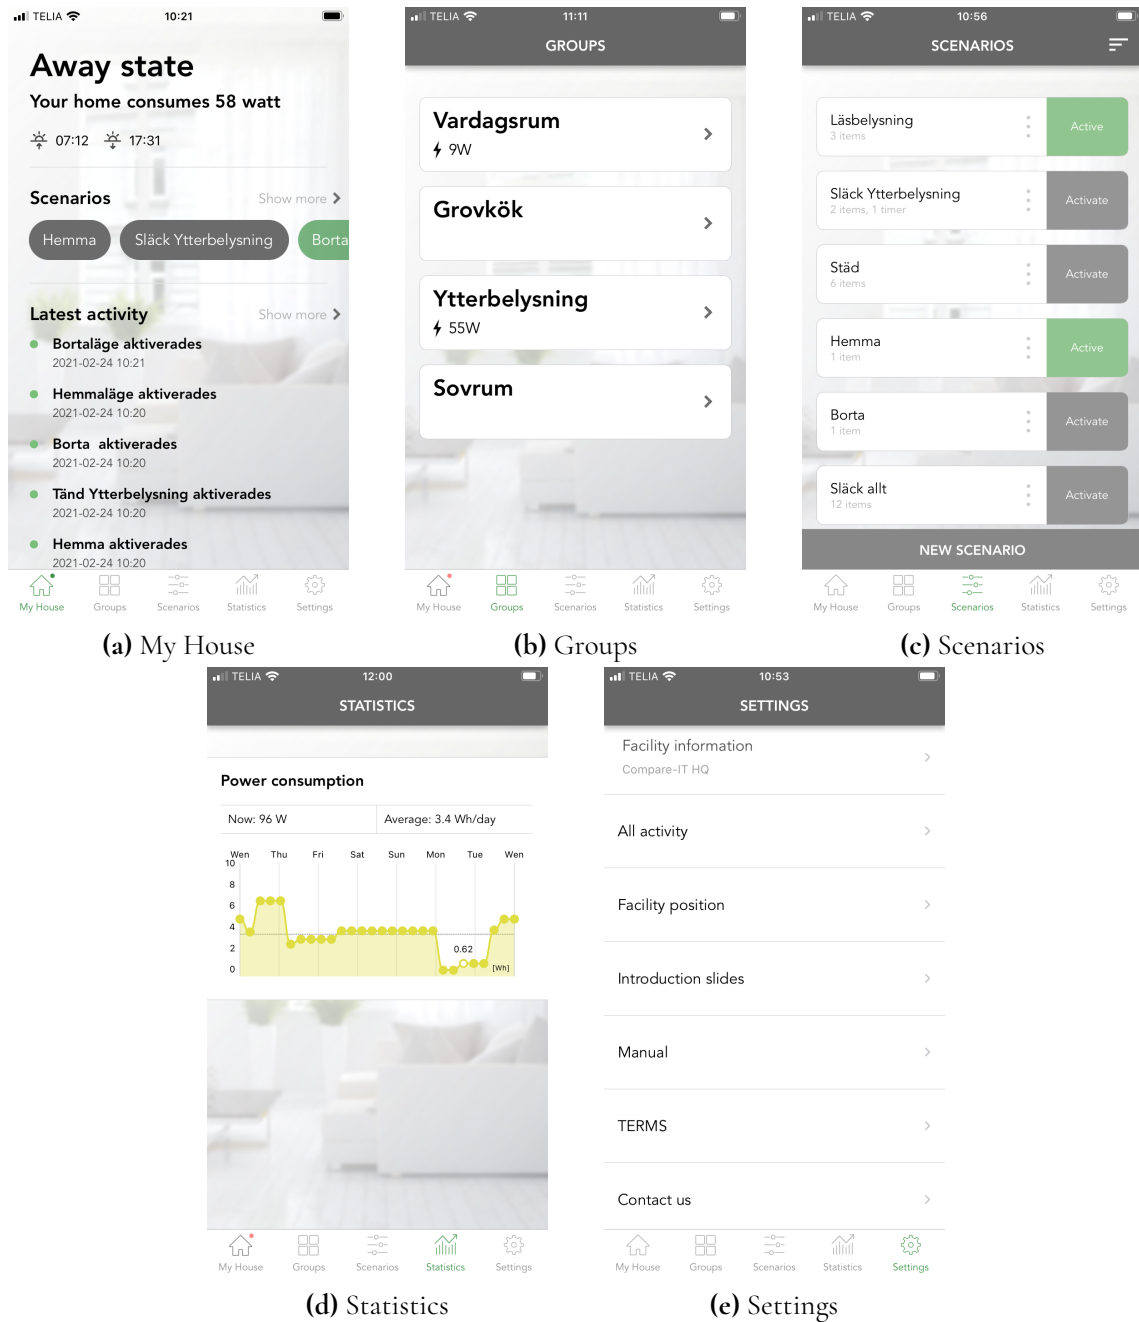 TELIA 10:21
Away state
Your home consumes 58 watt
07:12 17:31
Scenarios Show more
Hemma Släck Ytterbelysning Borta
Latest activity Show more
Bortaläge aktiverades
2021-02-24 10:21
Hemmaläge aktiverades
2021-02-24 10:20
Borta aktiverades
2021-02-24 10:20
Tänd Ytterbelysning aktiverades
2021-02-24 10:20
Hemma aktiverades
2021-02-24 10:20
My House Groups Scenarios Statistics Settings
(a) My House
TELIA 11:11
GROUPS
Vardagsrum
9W
Grovkök
Ytterbelysning
55W
Sovrum
My House Groups Scenarios Statistics Settings
(b) Groups
TELIA 10:56
SCENARIOS
Läsbelysning
3 items
Active
Släck Ytterbelysning
2 items, 1 timer
Activate
Städ
6 items
Activate
Hemma
1 item
Active
Borta
1 item
Activate
Släck allt
12 items
Activate
NEW SCENARIO
My House Groups Scenarios Statistics Settings
(c) Scenarios
TELIA 12:00
STATISTICS
Power consumption
Now: 96 W Average: 3.4 Wh/day
Wen Thu Fri Sat Sun Mon Tue Wen
10
8
6
4
2
0
0.62
[Wh]
My House Groups Scenarios Statistics Settings
(d) Statistics
TELIA 10:53
SETTINGS
Facility information
Compare-IT HQ
All activity
Facility position
Introduction slides
Manual
TERMS
Contact us
My House Groups Scenarios Statistics Settings
(e) Settings